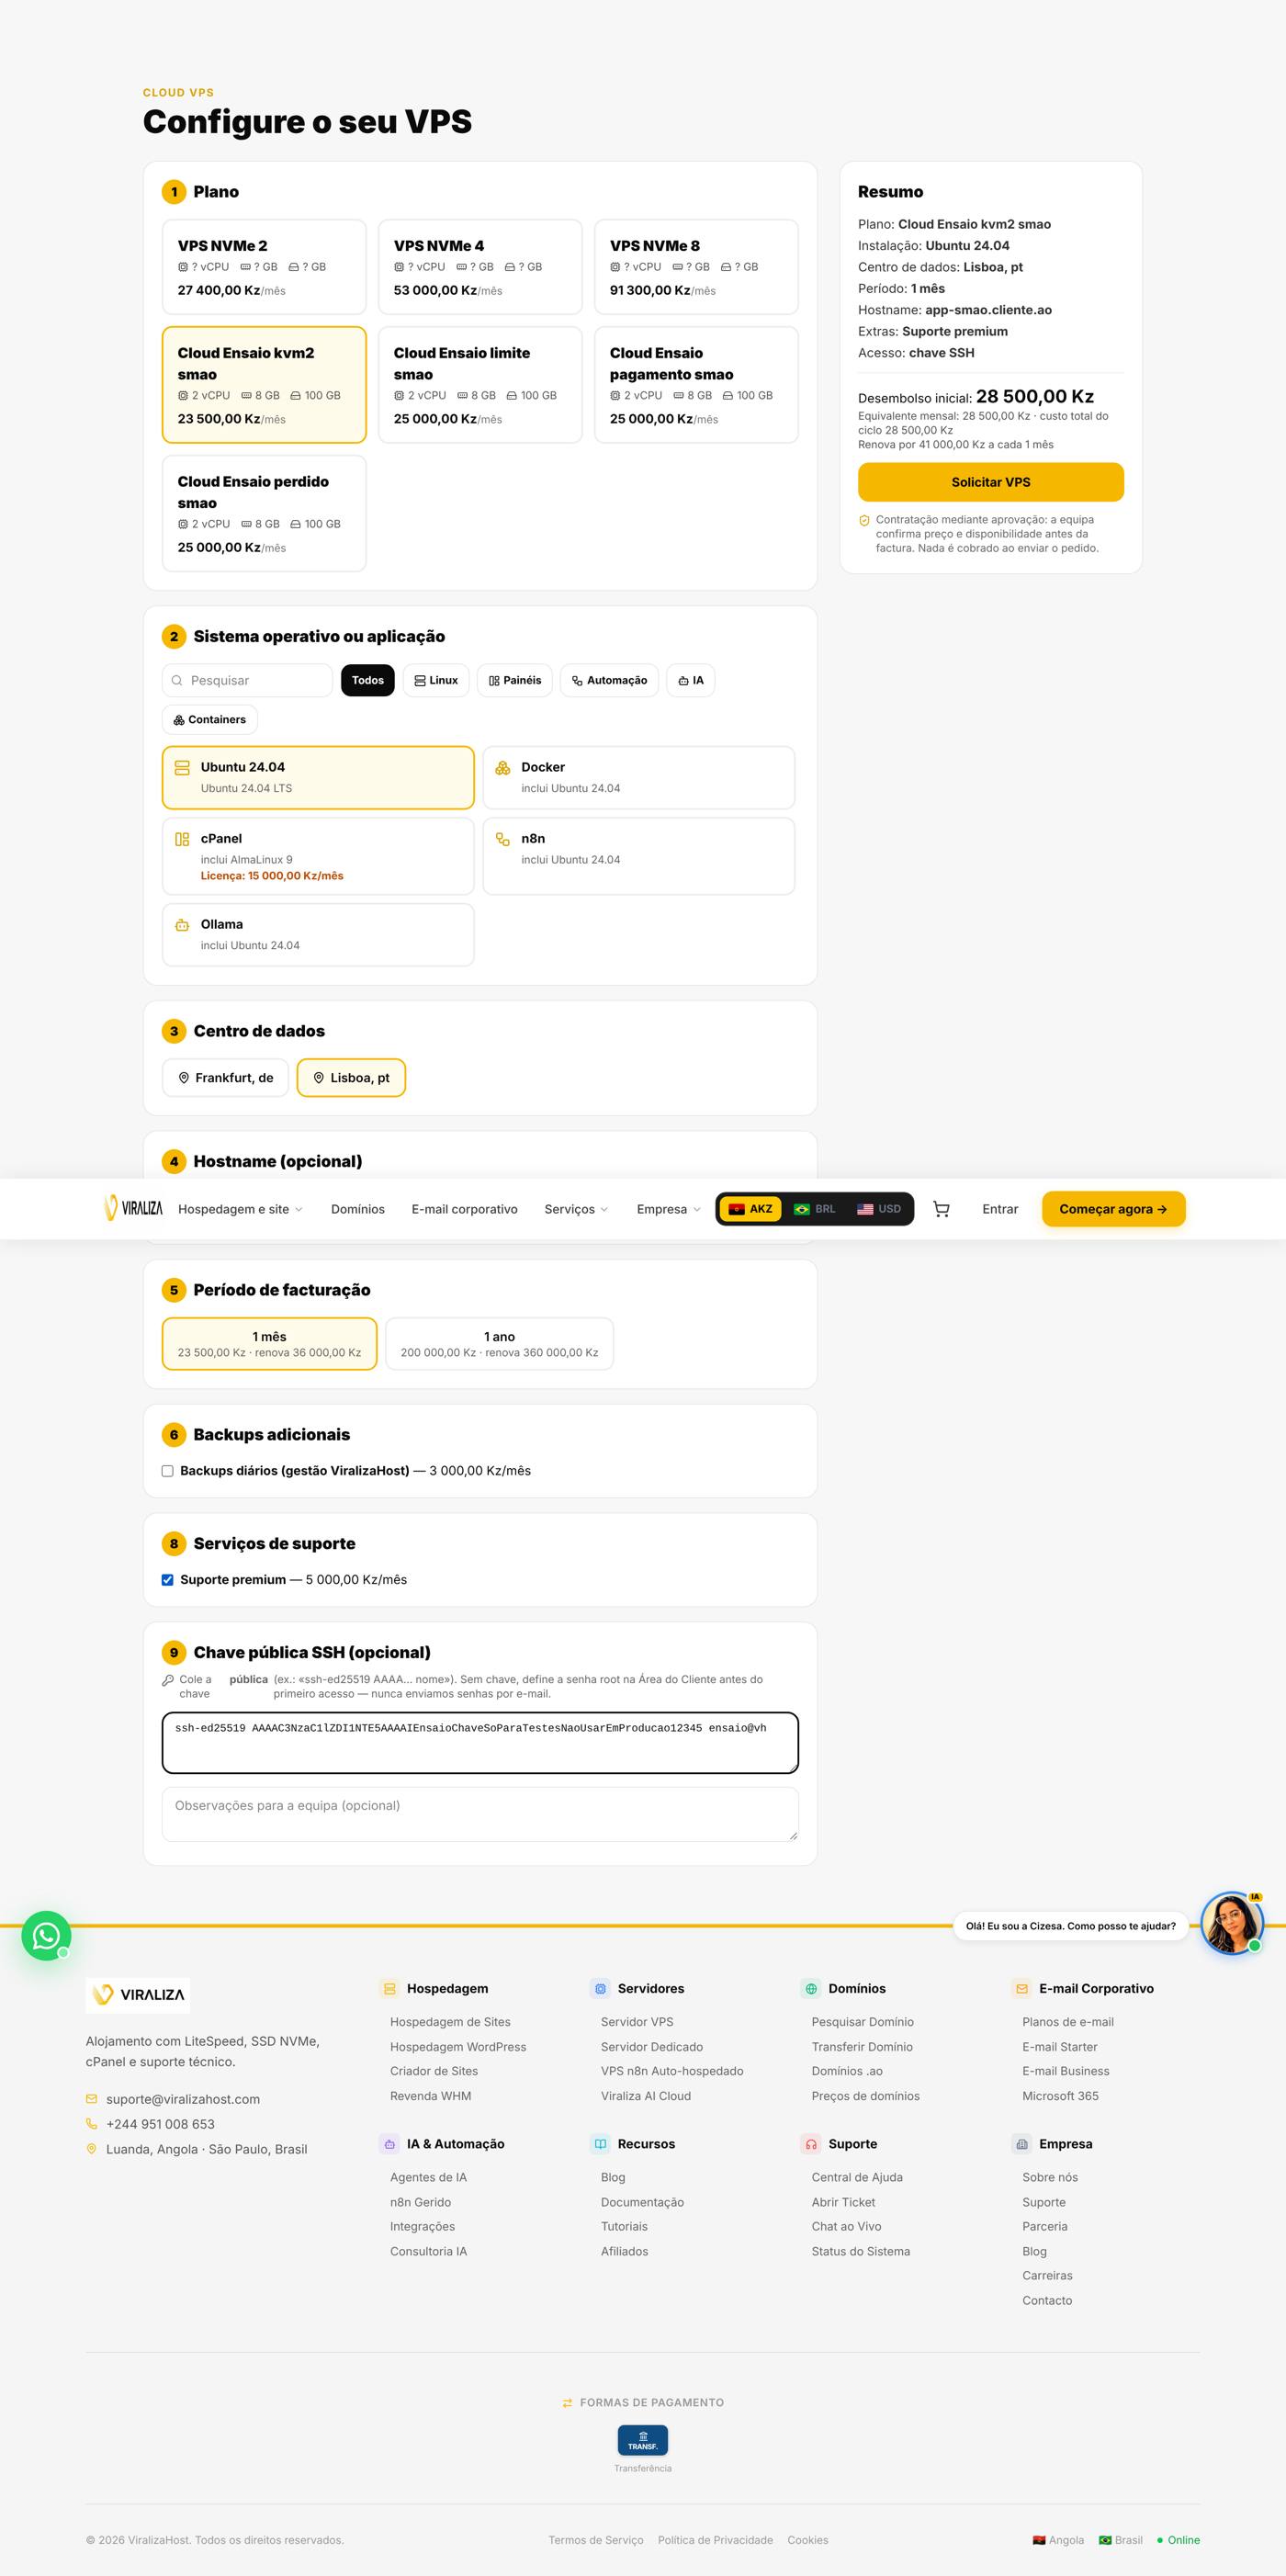 CLOUD VPS
Configure o seu VPS
1 Plano
VPS NVMe 2
? vCPU ? GB ? GB
27 400,00 Kz/mês
VPS NVMe 4
? vCPU ? GB ? GB
53 000,00 Kz/mês
VPS NVMe 8
? vCPU ? GB ? GB
91 300,00 Kz/mês
Cloud Ensaio kvm2
smao
2 vCPU 8 GB 100 GB
23 500,00 Kz/mês
Cloud Ensaio limite
smao
2 vCPU 8 GB 100 GB
25 000,00 Kz/mês
Cloud Ensaio
pagamento smao
2 vCPU 8 GB 100 GB
25 000,00 Kz/mês
Cloud Ensaio perdido
smao
2 vCPU 8 GB 100 GB
25 000,00 Kz/mês
Resumo
Plano: Cloud Ensaio kvm2 smao
Instalação: Ubuntu 24.04
Centro de dados: Lisboa, pt
Período: 1 mês
Hostname: app-smao.cliente.ao
Extras: Suporte premium
Acesso: chave SSH
Desembolso inicial: 28 500,00 Kz
Equivalente mensal: 28 500,00 Kz · custo total do
ciclo 28 500,00 Kz
Renova por 41 000,00 Kz a cada 1 mês
Solicitar VPS
Contratação mediante aprovação: a equipa
confirma preço e disponibilidade antes da
factura. Nada é cobrado ao enviar o pedido.
2 Sistema operativo ou aplicação
Pesquisar
Todos
Linux
Painéis
Automação
IA
Containers
Ubuntu 24.04
Ubuntu 24.04 LTS
Docker
inclui Ubuntu 24.04
cPanel
inclui AlmaLinux 9
Licença: 15 000,00 Kz/mês
n8n
inclui Ubuntu 24.04
Ollama
inclui Ubuntu 24.04
3 Centro de dados
Frankfurt, de
Lisboa, pt
4 Hostname (opcional)
VIRALIZA
Hospedagem e site
Domínios
E-mail corporativo
Serviços
Empresa
AKZ
BRL
USD
Entrar
Começar agora →
5 Período de facturação
1 mês
23 500,00 Kz · renova 36 000,00 Kz
1 ano
200 000,00 Kz · renova 360 000,00 Kz
6 Backups adicionais
Backups diários (gestão ViralizaHost) — 3 000,00 Kz/mês
8 Serviços de suporte
Suporte premium — 5 000,00 Kz/mês
9 Chave pública SSH (opcional)
Cole a chave pública (ex.: «ssh-ed25519 AAAA... nome»). Sem chave, define a senha root na Área do Cliente antes do
primeiro acesso — nunca enviamos senhas por e-mail.
ssh-ed25519 AAAAC3NzaC1lZDI1NTE5AAAAIEnsaioChaveSoParaTestesNaoUsarEmProducao12345 ensaio@vh
Observações para a equipa (opcional)
IA
Olá! Eu sou a Cizesa. Como posso te ajudar?
VIRALIZA
Alojamento com LiteSpeed, SSD NVMe,
cPanel e suporte técnico.
suporte@viralizahost.com
+244 951 008 653
Luanda, Angola · São Paulo, Brasil
Hospedagem
Hospedagem de Sites
Hospedagem WordPress
Criador de Sites
Revenda WHM
Servidores
Servidor VPS
Servidor Dedicado
VPS n8n Auto-hospedado
Viraliza AI Cloud
Domínios
Pesquisar Domínio
Transferir Domínio
Domínios .ao
Preços de domínios
E-mail Corporativo
Planos de e-mail
E-mail Starter
E-mail Business
Microsoft 365
IA & Automação
Agentes de IA
n8n Gerido
Integrações
Consultoria IA
Recursos
Blog
Documentação
Tutoriais
Afiliados
Suporte
Central de Ajuda
Abrir Ticket
Chat ao Vivo
Status do Sistema
Empresa
Sobre nós
Suporte
Parceria
Blog
Carreiras
Contacto
FORMAS DE PAGAMENTO
TRANSF.
Transferência
© 2026 ViralizaHost. Todos os direitos reservados.
Termos de Serviço
Política de Privacidade
Cookies
Angola
Brasil
Online